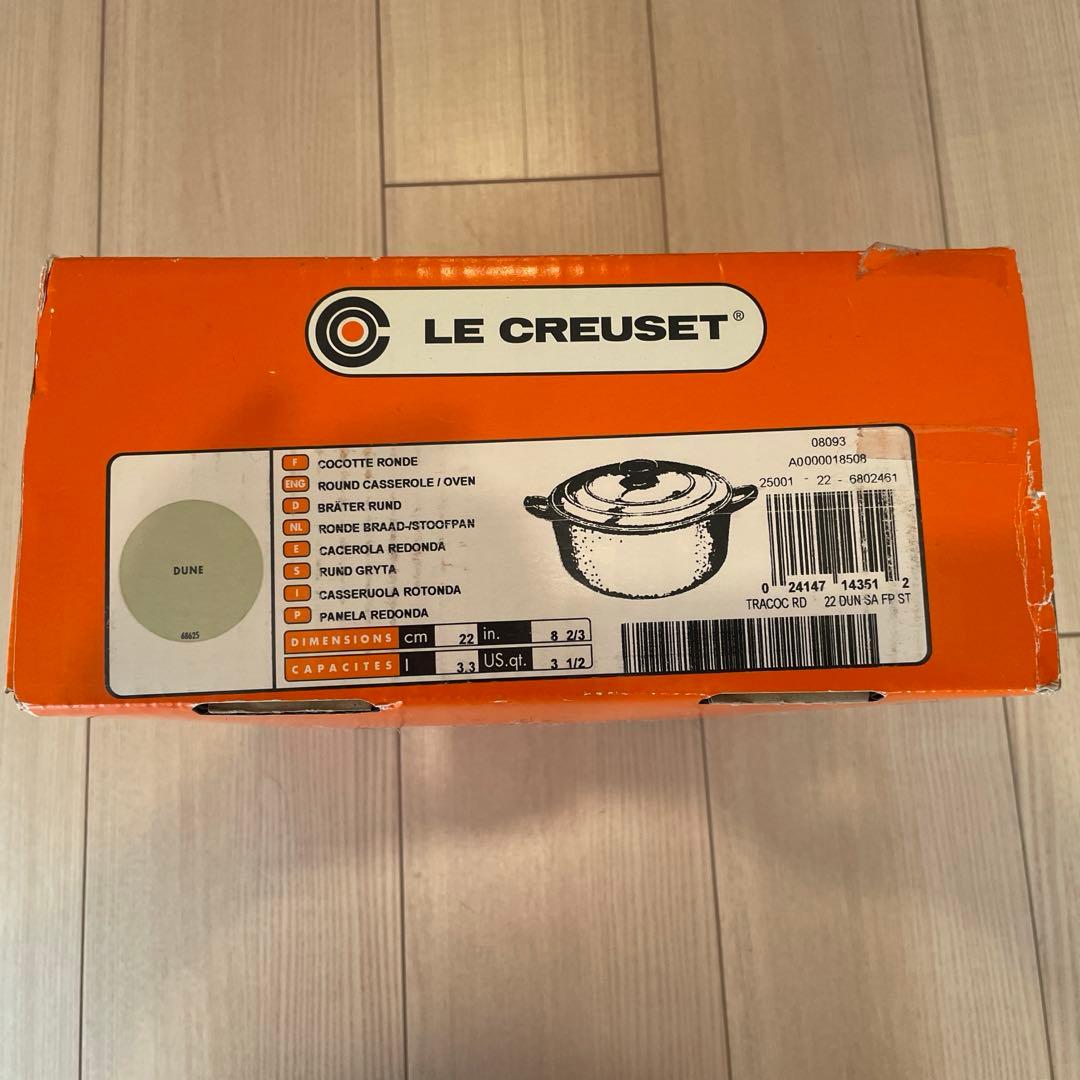 LE CREUSET®
DUNE
68625
F COCOTTE RONDE
ENG ROUND CASSEROLE / OVEN
D BRÄTER RUND
NL RONDE BRAAD-/STOOFPAN
E CACEROLA REDONDA
S RUND GRYTA
I CASSERUOLA ROTONDA
P PANELA REDONDA
DIMENSIONS cm 22 in. 8 2/3
CAPACITES l 3,3 US.qt. 3 1/2
08093
A0000018508
25001 - 22 - 6802461
0 24147 14351 2
TRACOC RD 22 DUN SA FP ST